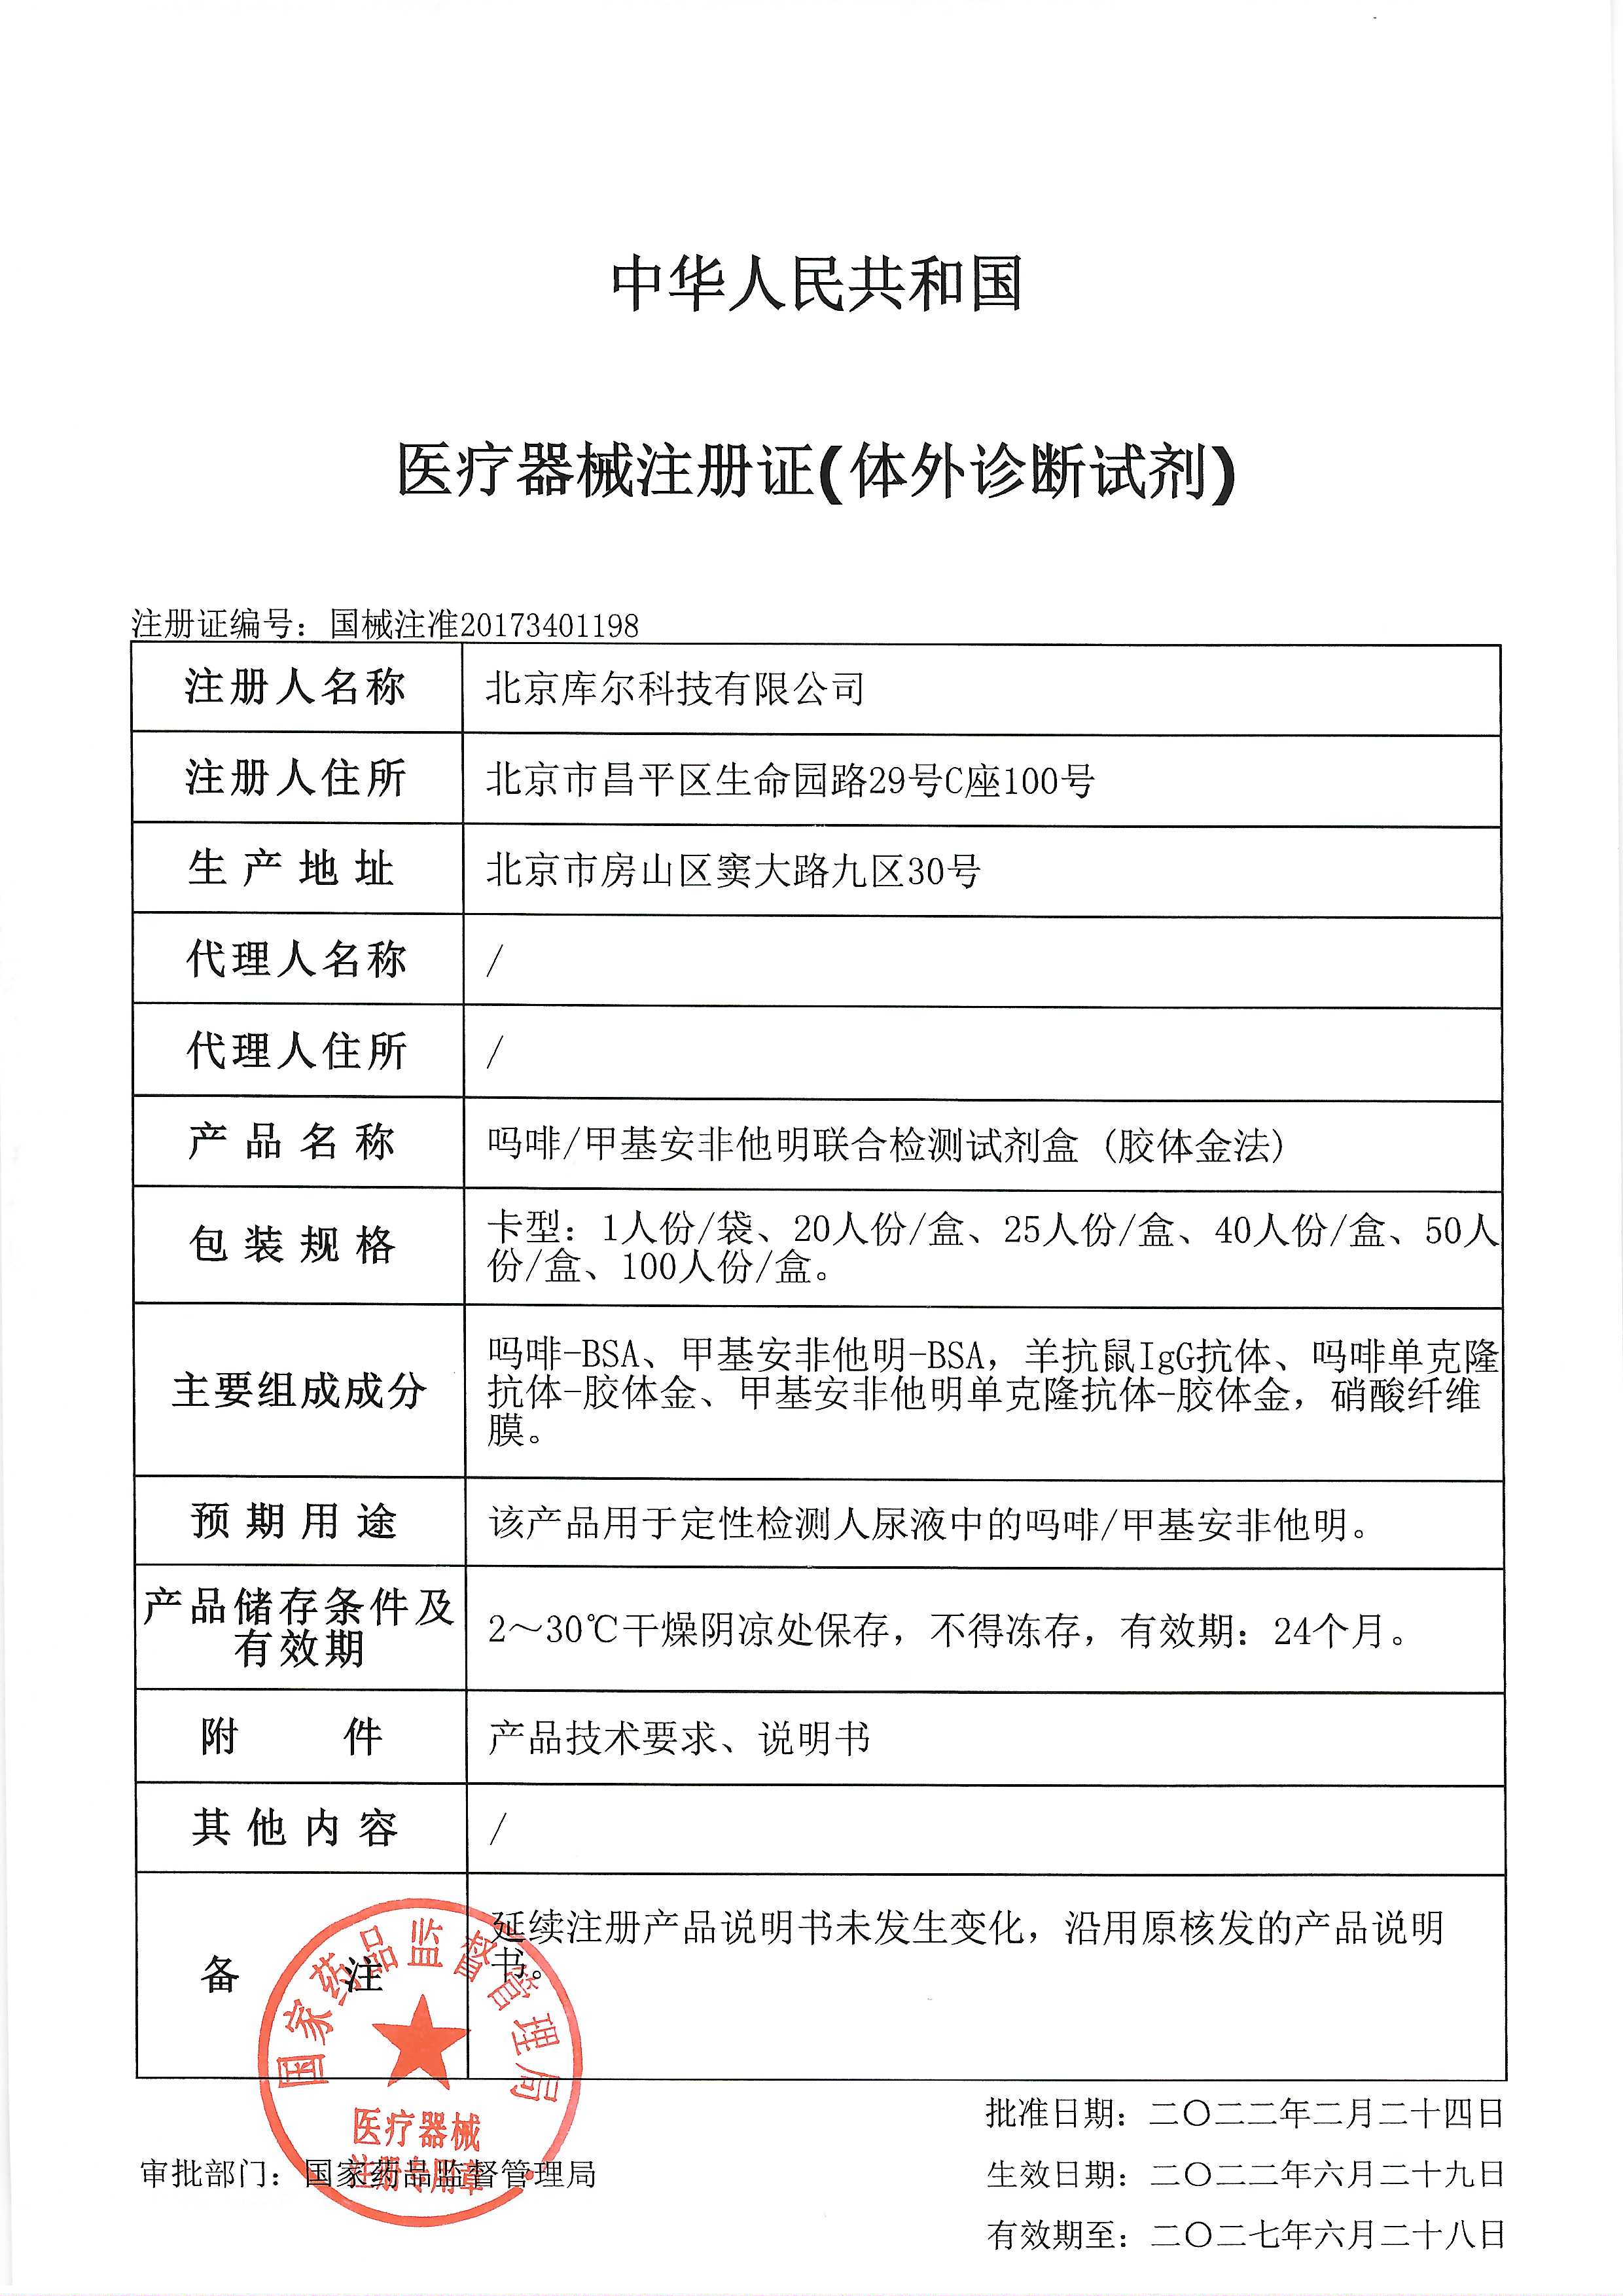 中华人民共和国
医疗器械注册证(体外诊断试剂)
注册证编号：国械注准20173401198
注册人名称
北京库尔科技有限公司
注册人住所
北京市昌平区生命园路29号C座100号
生产地址
北京市房山区窦大路九区30号
代理人名称
/
代理人住所
/
产品名称
吗啡/甲基安非他明联合检测试剂盒 (胶体金法)
包装规格
卡型：1人份/袋、20人份/盒、25人份/盒、40人份/盒、50人
份/盒、100人份/盒。
主要组成成分
吗啡-BSA、甲基安非他明-BSA，羊抗鼠IgG抗体、吗啡单克隆
抗体-胶体金、甲基安非他明单克隆抗体-胶体金，硝酸纤维
膜。
预期用途
该产品用于定性检测人尿液中的吗啡/甲基安非他明。
产品储存条件及
有效期
2～30℃干燥阴凉处保存，不得冻存，有效期：24个月。
附件
产品技术要求、说明书
其他内容
/
备注
延续注册产品说明书未发生变化，沿用原核发的产品说明
书。
国家药品监督管理局
医疗器械
注册专用章
审批部门：国家药品监督管理局
批准日期：二〇二二年二月二十四日
生效日期：二〇二二年六月二十九日
有效期至：二〇二七年六月二十八日